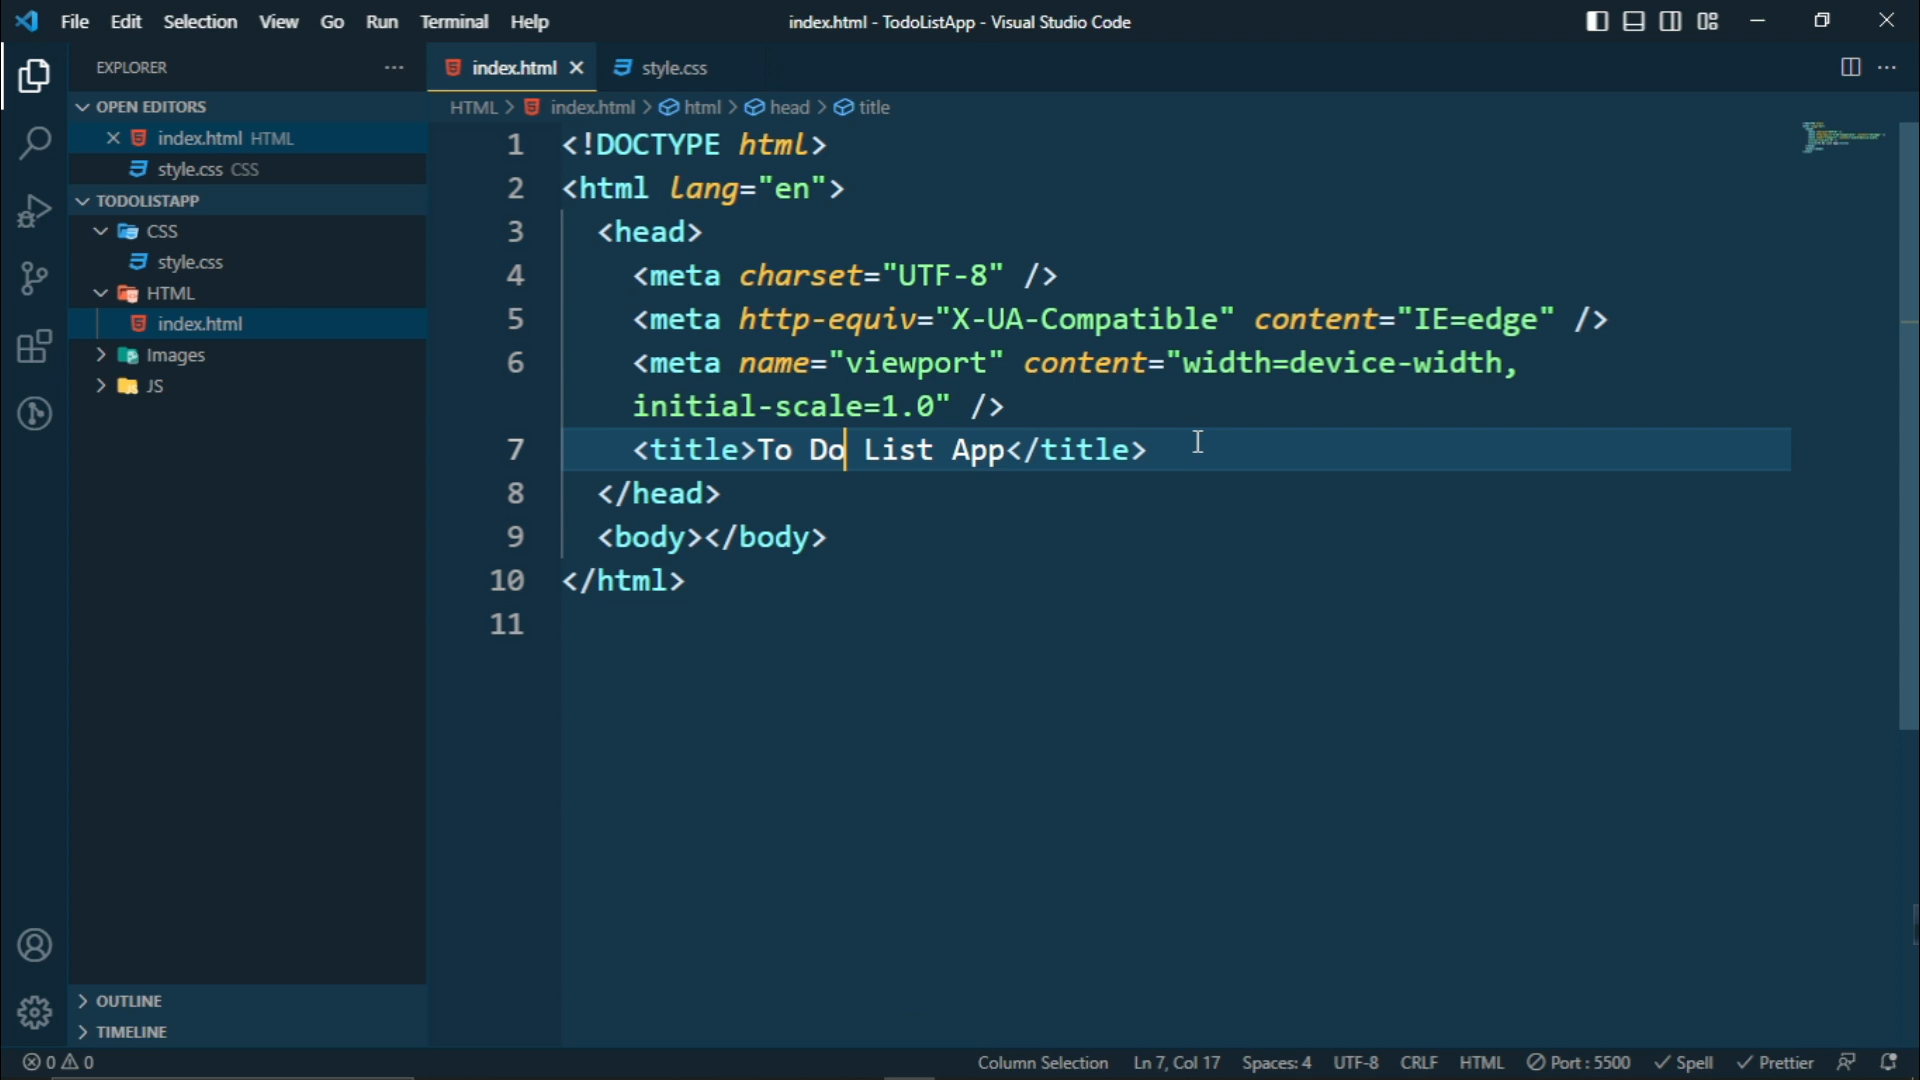 File Edit Selection View Go Run Terminal Help
index.html - TodoListApp - Visual Studio Code
EXPLORER
OPEN EDITORS
index.html HTML
style.css CSS
TODOLISTAPP
CSS
style.css
HTML
index.html
Images
JS
OUTLINE
TIMELINE
index.html style.css
HTML > index.html > html > head > title
1 <!DOCTYPE html>
2 <html lang="en">
3 <head>
4 <meta charset="UTF-8" />
5 <meta http-equiv="X-UA-Compatible" content="IE=edge" />
6 <meta name="viewport" content="width=device-width,
initial-scale=1.0" />
7 <title>To Do List App</title>
8 </head>
9 <body></body>
10 </html>
11
0 0 Column Selection Ln 7, Col 17 Spaces: 4 UTF-8 CRLF HTML Port : 5500 Spell Prettier